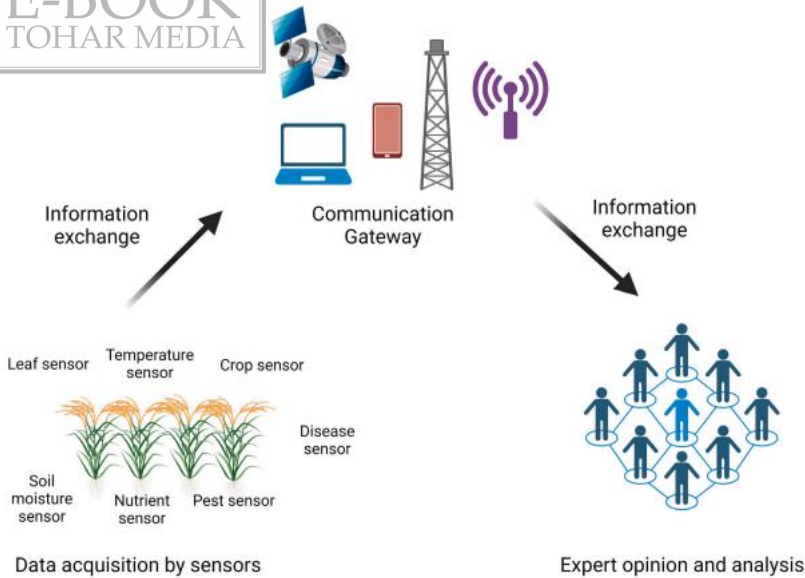 E-BOOK
TOHAR MEDIA
Information
exchange
Communication
Gateway
Information
exchange
Leaf sensor
Temperature
sensor
Crop sensor
Disease
sensor
Soil
moisture
sensor
Nutrient
sensor
Pest sensor
Data acquisition by sensors
Expert opinion and analysis